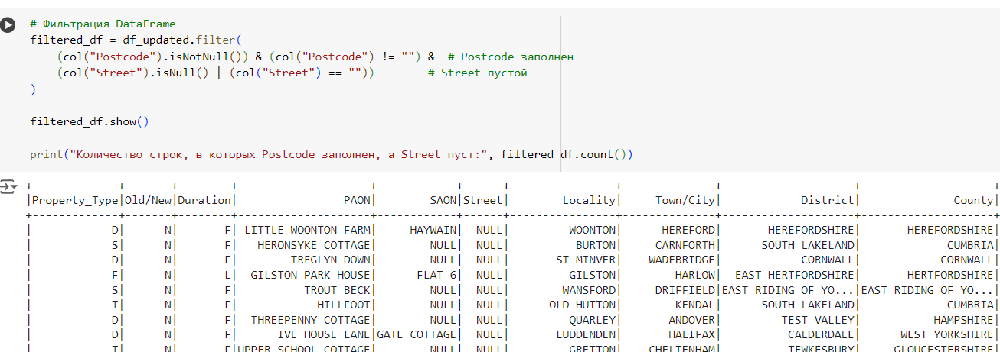 # Фильтрация DataFrame
filtered_df = df_updated.filter(
    (col("Postcode").isNotNull()) & (col("Postcode") != "") &  # Postcode заполнен
    (col("Street").isNull() | (col("Street") == ""))        # Street пустой
)
filtered_df.show()
print("Количество строк, в которых Postcode заполнен, а Street пуст:", filtered_df.count())
+-------------+-------+--------+--------------------+------------+------+----------------+--------------+--------------------+--------------------+
|Property_Type|Old/New|Duration|                PAON|        SAON|Street|        Locality|     Town/City|            District|              County|
+-------------+-------+--------+--------------------+------------+------+----------------+--------------+--------------------+--------------------+
|            D|      N|       F| LITTLE WOONTON FARM|     HAYWAIN|  NULL|         WOONTON|      HEREFORD|       HEREFORDSHIRE|       HEREFORDSHIRE|
|            S|      N|       F|   HERONSYKE COTTAGE|        NULL|  NULL|          BURTON|     CARNFORTH|      SOUTH LAKELAND|             CUMBRIA|
|            D|      N|       F|        TREGLYN DOWN|        NULL|  NULL|       ST MINVER|    WADEBRIDGE|            CORNWALL|            CORNWALL|
|            F|      N|       L|  GILSTON PARK HOUSE|      FLAT 6|  NULL|         GILSTON|        HARLOW|  EAST HERTFORDSHIRE|       HERTFORDSHIRE|
|            S|      N|       F|          TROUT BECK|        NULL|  NULL|        WANSFORD|     DRIFFIELD|EAST RIDING OF YO...|EAST RIDING OF YO...|
|            T|      N|       F|            HILLFOOT|        NULL|  NULL|      OLD HUTTON|        KENDAL|      SOUTH LAKELAND|             CUMBRIA|
|            D|      N|       F|  THREEPENNY COTTAGE|        NULL|  NULL|         QUARLEY|       ANDOVER|         TEST VALLEY|           HAMPSHIRE|
|            D|      N|       F|      IVE HOUSE LANE|GATE COTTAGE|  NULL|       LUDDENDEN|       HALIFAX|          CALDERDALE|      WEST YORKSHIRE|
|            T|      N|       F|UPPER SCHOOL COTTAGE|        NULL|  NULL|         GRETTON|    CHELTENHAM|          TEWKESBURY|     GLOUCESTERSHIRE|